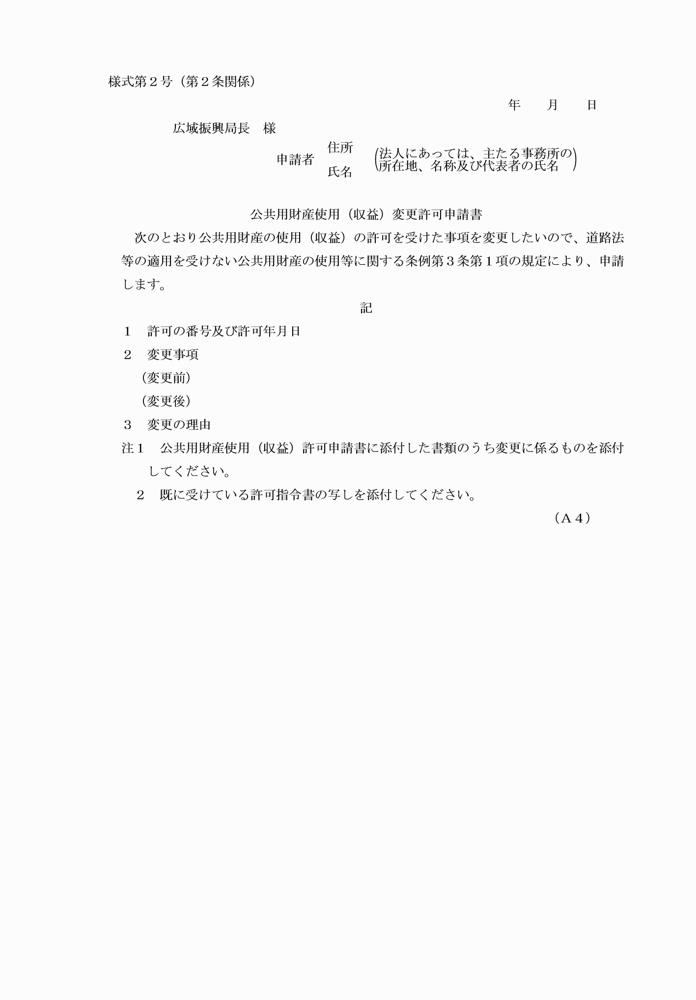 様式第２号（第２条関係）
年　　月　　日
広域振興局長　様
住所
申請者
氏名
（法人にあっては、主たる事務所の
所在地、名称及び代表者の氏名　）
公共用財産使用（収益）変更許可申請書
次のとおり公共用財産の使用（収益）の許可を受けた事項を変更したいので、道路法
等の適用を受けない公共用財産の使用等に関する条例第３条第１項の規定により、申請
します。
記
１　許可の番号及び許可年月日
２　変更事項
（変更前）
（変更後）
３　変更の理由
注１　公共用財産使用（収益）許可申請書に添付した書類のうち変更に係るものを添付
してください。
２　既に受けている許可指令書の写しを添付してください。
（Ａ４）